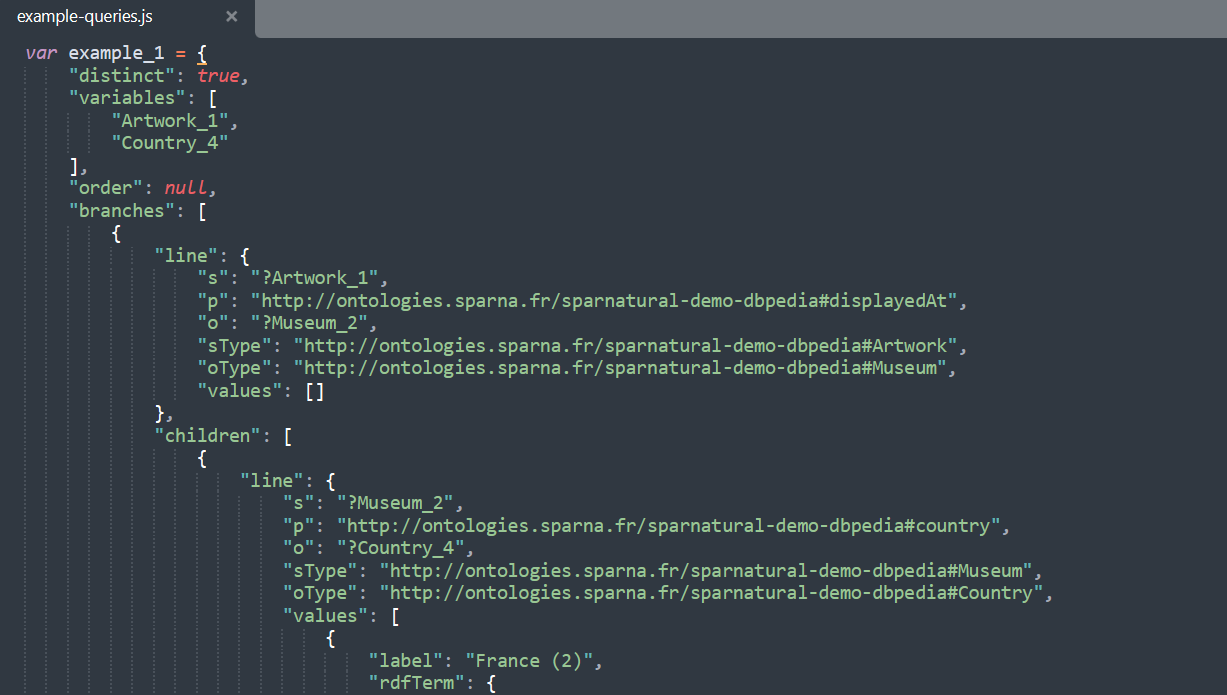 example-queries.js ×
var example_1 = {
"distinct": true,
"variables": [
"Artwork_1",
"Country_4"
],
"order": null,
"branches": [
{
"line": {
"s": "?Artwork_1",
"p": "http://ontologies.sparna.fr/sparnatural-demo-dbpedia#displayedAt",
"o": "?Museum_2",
"sType": "http://ontologies.sparna.fr/sparnatural-demo-dbpedia#Artwork",
"oType": "http://ontologies.sparna.fr/sparnatural-demo-dbpedia#Museum",
"values": []
},
"children": [
{
"line": {
"s": "?Museum_2",
"p": "http://ontologies.sparna.fr/sparnatural-demo-dbpedia#country",
"o": "?Country_4",
"sType": "http://ontologies.sparna.fr/sparnatural-demo-dbpedia#Museum",
"oType": "http://ontologies.sparna.fr/sparnatural-demo-dbpedia#Country",
"values": [
{
"label": "France (2)",
"rdfTerm": {